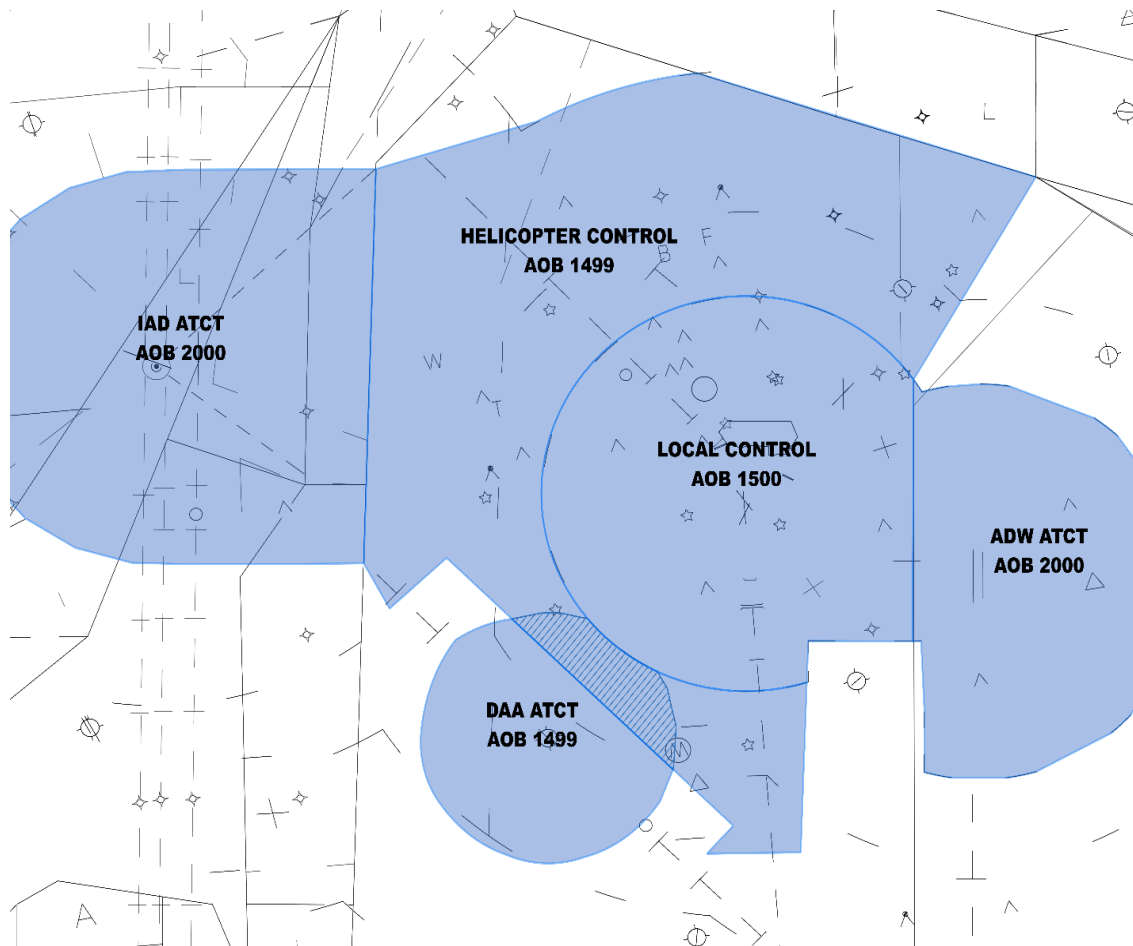 HELICOPTER CONTROL
AOB 1499
B
F
IAD ATCT
AOB 2000
W
LOCAL CONTROL
AOB 1500
ADW ATCT
AOB 2000
DAA ATCT
AOB 1499
M
A